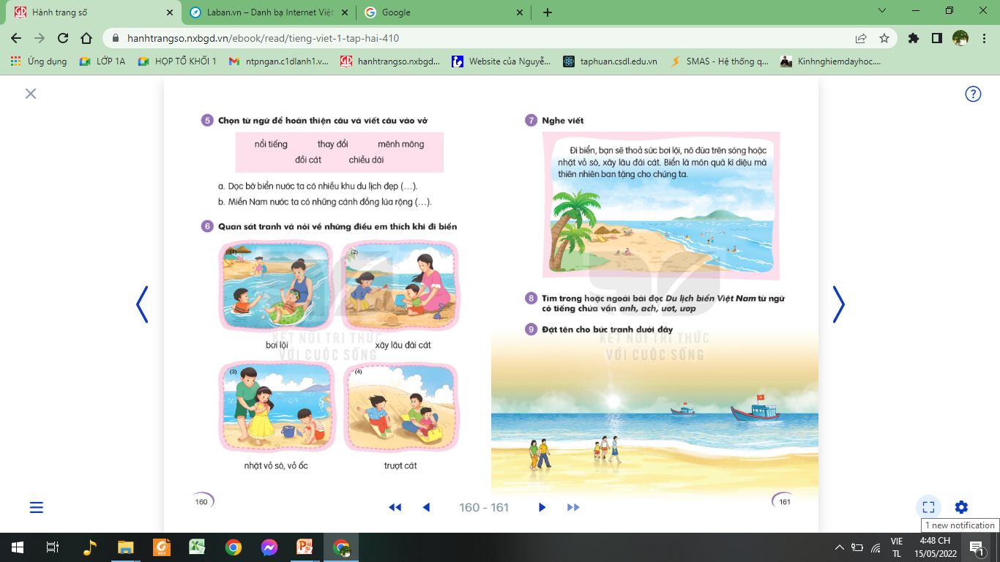 Hành trang số
Laban.vn – Danh bạ Internet Việt
Google
hanhtrangso.nxbgd.vn/ebook/read/tieng-viet-1-tap-hai-410
Ứng dụng
LỚP 1A
HỌP TỔ KHỐI 1
ntpngan.c1dlanh1.v...
hanhtrangso.nxbgd...
Website của Nguyễ...
taphuan.csdl.edu.vn
SMAS - Hệ thống q...
Kinhnghiemdayhoc....
5 Chọn từ ngữ để hoàn thiện câu và viết câu vào vở
nổi tiếng thay đổi mênh mông
đồi cát chiều dài
a. Dọc bờ biển nước ta có nhiều khu du lịch đẹp (...).
b. Miền Nam nước ta có những cánh đồng lúa rộng (...).
6 Quan sát tranh và nói về những điều em thích khi đi biển
(1)
(2)
bơi lội
xây lâu đài cát
(3)
(4)
nhặt vỏ sò, vỏ ốc
trượt cát
KẾT NỐI TRI THỨC
VỚI CUỘC SỐNG
160
7 Nghe viết
Đi biển, bạn sẽ thoả sức bơi lội, nô đùa trên sóng hoặc
nhặt vỏ sò, xây lâu đài cát. Biển là món quà kì diệu mà
thiên nhiên ban tặng cho chúng ta.
8 Tìm trong hoặc ngoài bài đọc Du lịch biển Việt Nam từ ngữ
có tiếng chứa vần anh, ach, ươt, ươp
9 Đặt tên cho bức tranh dưới đây
KẾT NỐI TRI THỨC
VỚI CUỘC SỐNG
161
160 - 161
1 new notification
VIE
TL
4:48 CH
15/05/2022
1